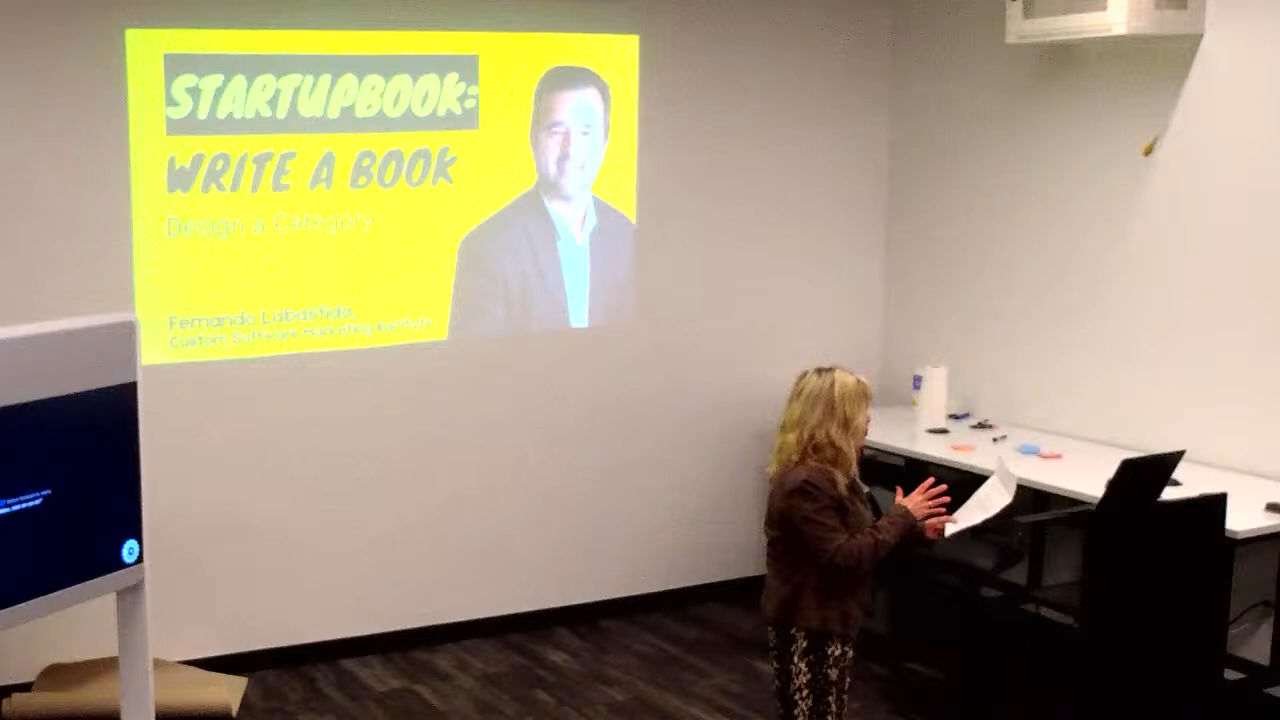 STARTUPBOOK:
WRITE A BOOK
Design a Category
Fernando Labastida,
Custom Software Marketing Institute